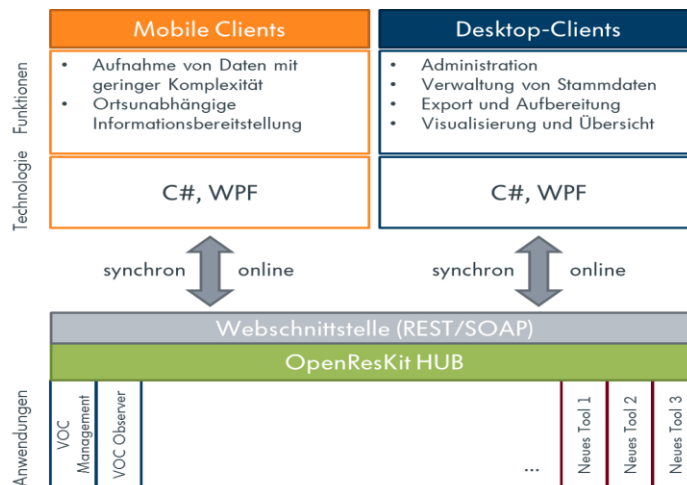 Mobile Clients
Desktop-Clients
Funktionen
• Aufnahme von Daten mit
geringer Komplexität
• Ortsunabhängige
Informationsbereitstellung
• Administration
• Verwaltung von Stammdaten
• Export und Aufbereitung
• Visualisierung und Übersicht
Technologie
C#, WPF
C#, WPF
synchron
online
synchron
online
Webschnittstelle (REST/SOAP)
OpenResKit HUB
Anwendungen
VOC
Management
VOC Observer
...
Neues Tool 1
Neues Tool 2
Neues Tool 3